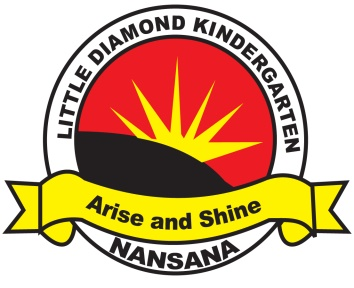 LITTLE DIAMOND KINDERGARTEN
Arise and Shine
NANSANA